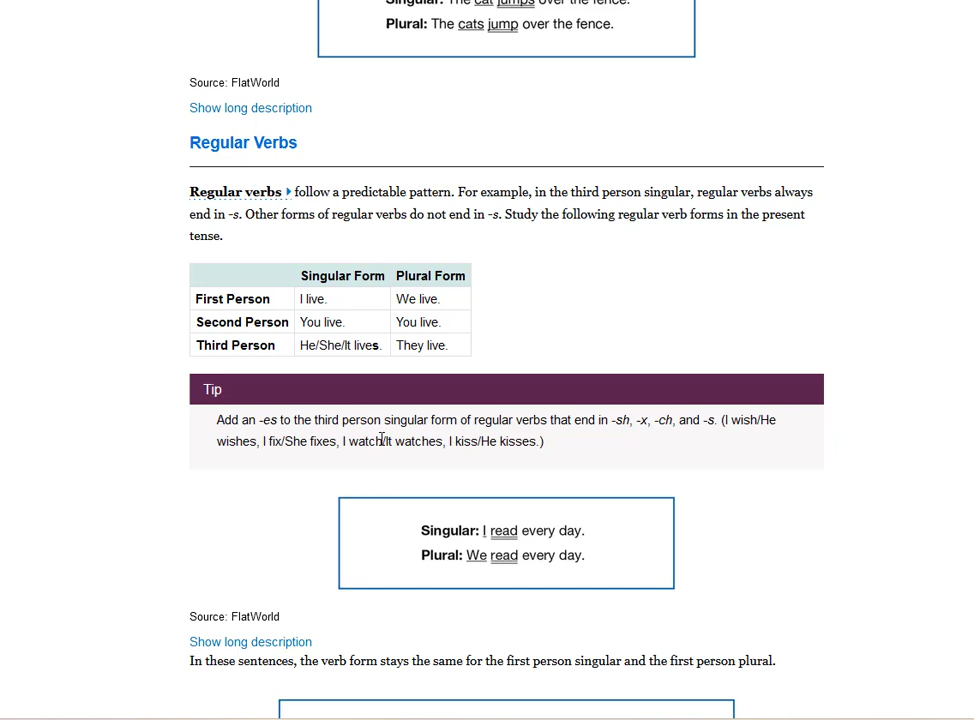 Singular: The cat jumps over the fence.
Plural: The cats jump over the fence.
Source: FlatWorld
Show long description
Regular Verbs
Regular verbs follow a predictable pattern. For example, in the third person singular, regular verbs always
end in -s. Other forms of regular verbs do not end in -s. Study the following regular verb forms in the present
tense.
Singular Form Plural Form
First Person I live. We live.
Second Person You live. You live.
Third Person He/She/It lives. They live.
Tip
Add an -es to the third person singular form of regular verbs that end in -sh, -x, -ch, and -s. (I wish/He
wishes, I fix/She fixes, I watch/It watches, I kiss/He kisses.)
Singular: I read every day.
Plural: We read every day.
Source: FlatWorld
Show long description
In these sentences, the verb form stays the same for the first person singular and the first person plural.